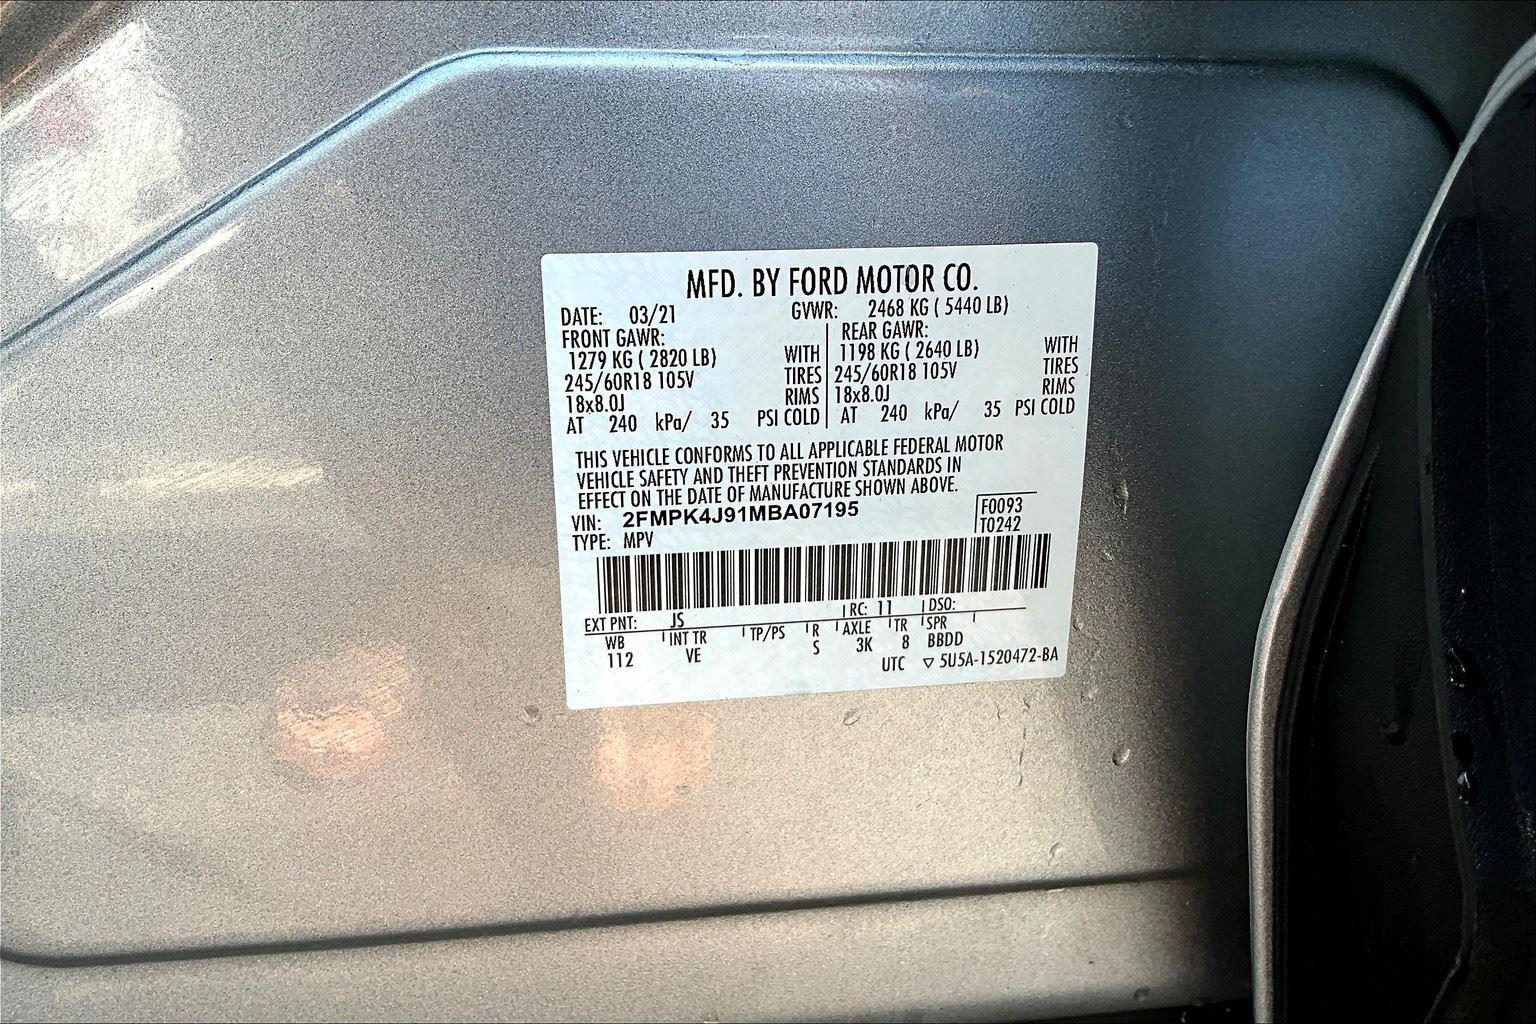 MFD. BY FORD MOTOR CO.
DATE: 03/21 GVWR: 2468 KG ( 5440 LB)
FRONT GAWR: REAR GAWR:
1279 KG ( 2820 LB) WITH 1198 KG ( 2640 LB) WITH
245/60R18 105V TIRES 245/60R18 105V TIRES
18x8.0J RIMS 18x8.0J RIMS
AT 240 kPa/ 35 PSI COLD AT 240 kPa/ 35 PSI COLD
THIS VEHICLE CONFORMS TO ALL APPLICABLE FEDERAL MOTOR
VEHICLE SAFETY AND THEFT PREVENTION STANDARDS IN
EFFECT ON THE DATE OF MANUFACTURE SHOWN ABOVE.
VIN: 2FMPK4J91MBA07195 F0093
TYPE: MPV T0242
EXT PNT: JS RC: 11 DSO:
WB INT TR TP/PS R AXLE TR SPR
112 VE S 3K 8 BBDD
UTC ▽ 5U5A-1520472-BA